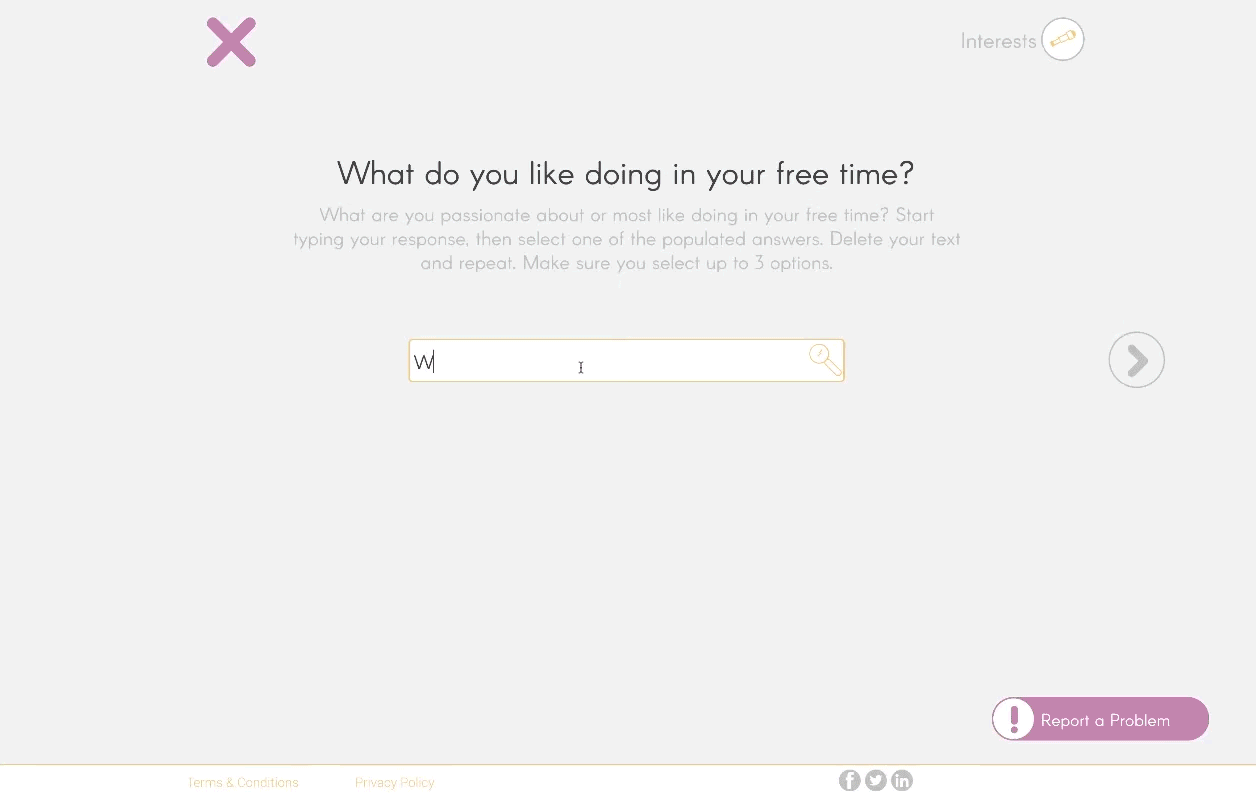 Interests
What do you like doing in your free time?
What are you passionate about or most like doing in your free time? Start
typing your response, then select one of the populated answers. Delete your text
and repeat. Make sure you select up to 3 options.
W
Report a Problem
Terms & Conditions Privacy Policy